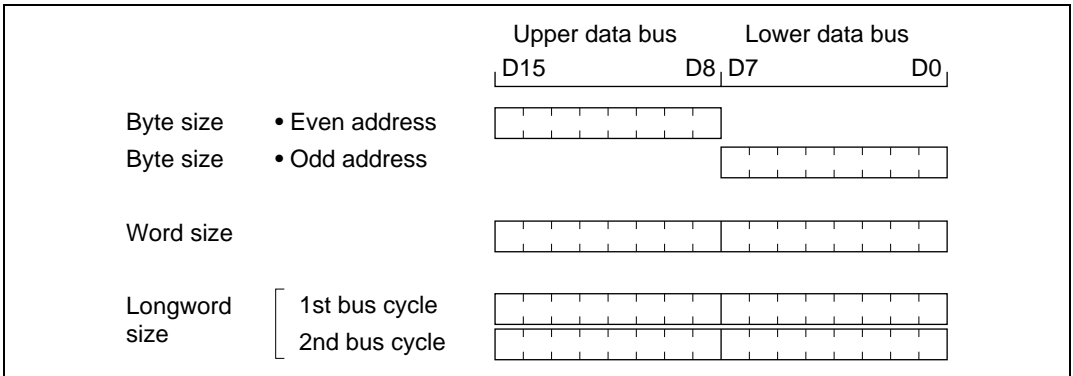 Upper data bus Lower data bus
D15 D8 D7 D0
Byte size • Even address
Byte size • Odd address
Word size
Longword size 1st bus cycle
2nd bus cycle